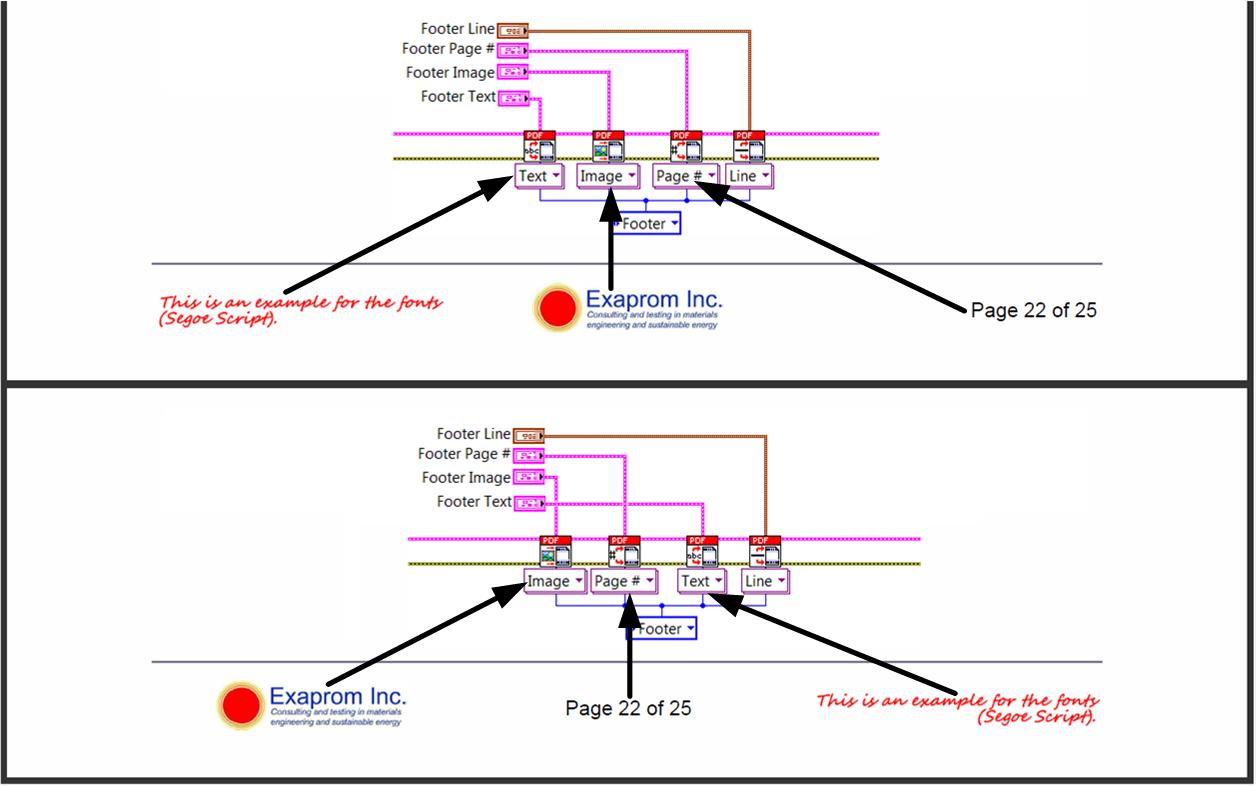 Footer Line
Footer Page #
Footer Image
Footer Text
PDF PDF PDF PDF
abc #
Text Image Page # Line
Footer
This is an example for the fonts
(Segoe Script).
Exaprom Inc.
Consulting and testing in materials
engineering and sustainable energy
Page 22 of 25
Footer Line
Footer Page #
Footer Image
Footer Text
PDF PDF PDF PDF
# abc
Image Page # Text Line
Footer
Exaprom Inc.
Consulting and testing in materials
engineering and sustainable energy
Page 22 of 25
This is an example for the fonts
(Segoe Script).